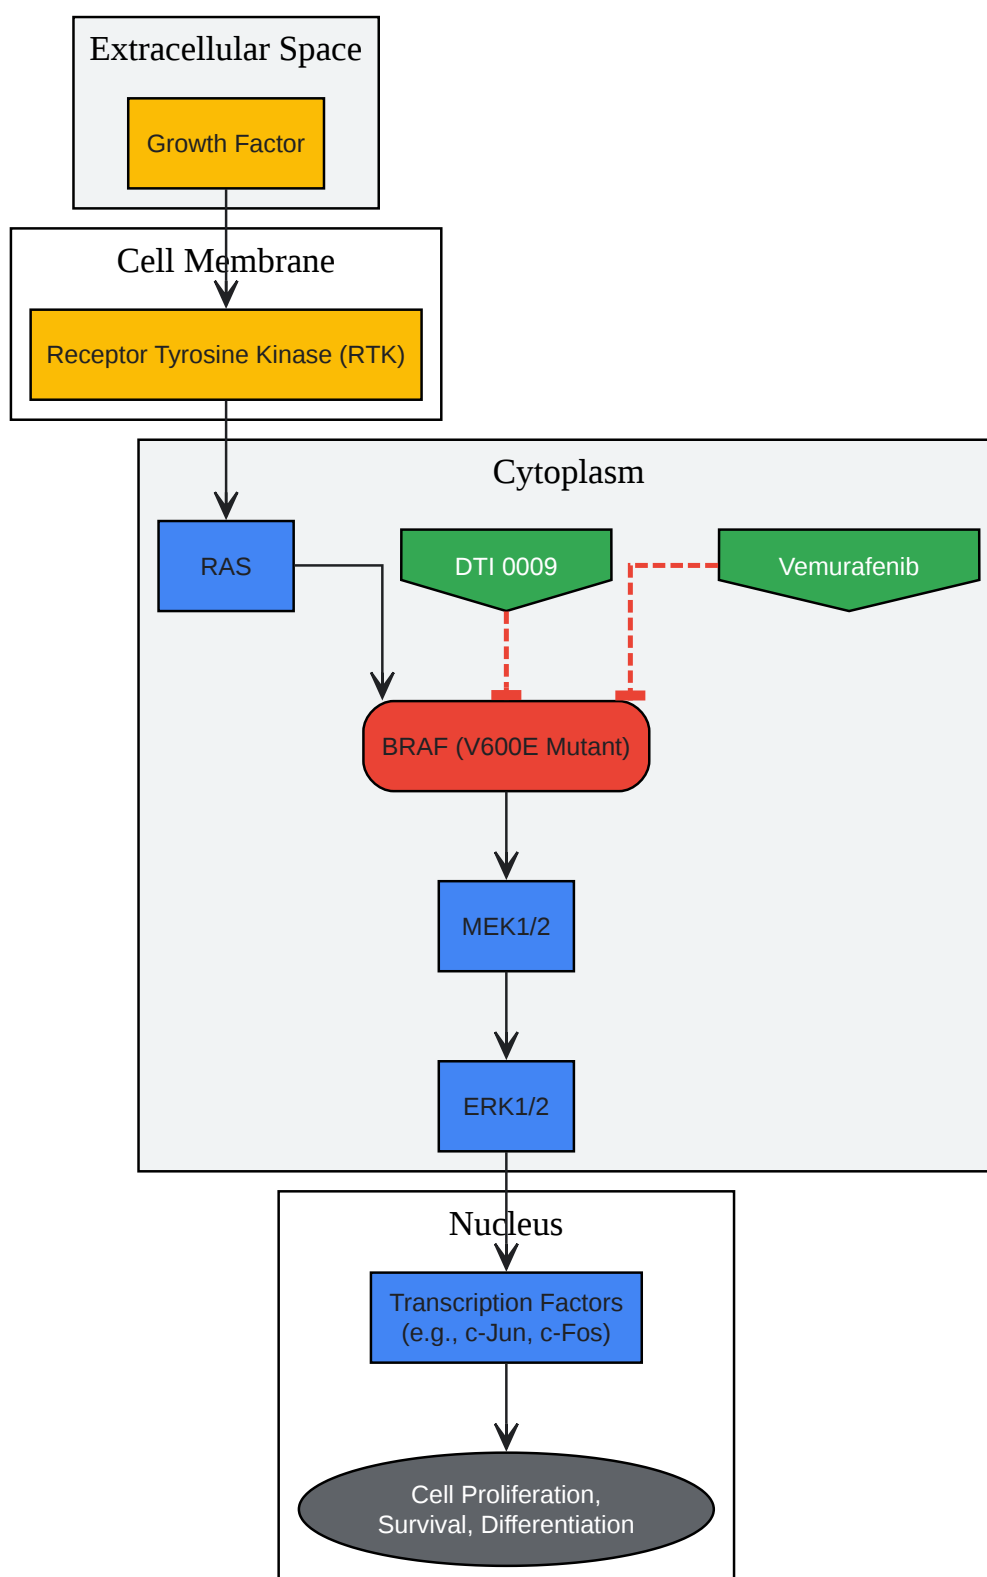 Extracellular Space
Growth Factor
Cell Membrane
Receptor Tyrosine Kinase (RTK)
Cytoplasm
RAS
DTI 0009
Vemurafenib
BRAF (V600E Mutant)
MEK1/2
ERK1/2
Nucleus
Transcription Factors
(e.g., c-Jun, c-Fos)
Cell Proliferation,
Survival, Differentiation